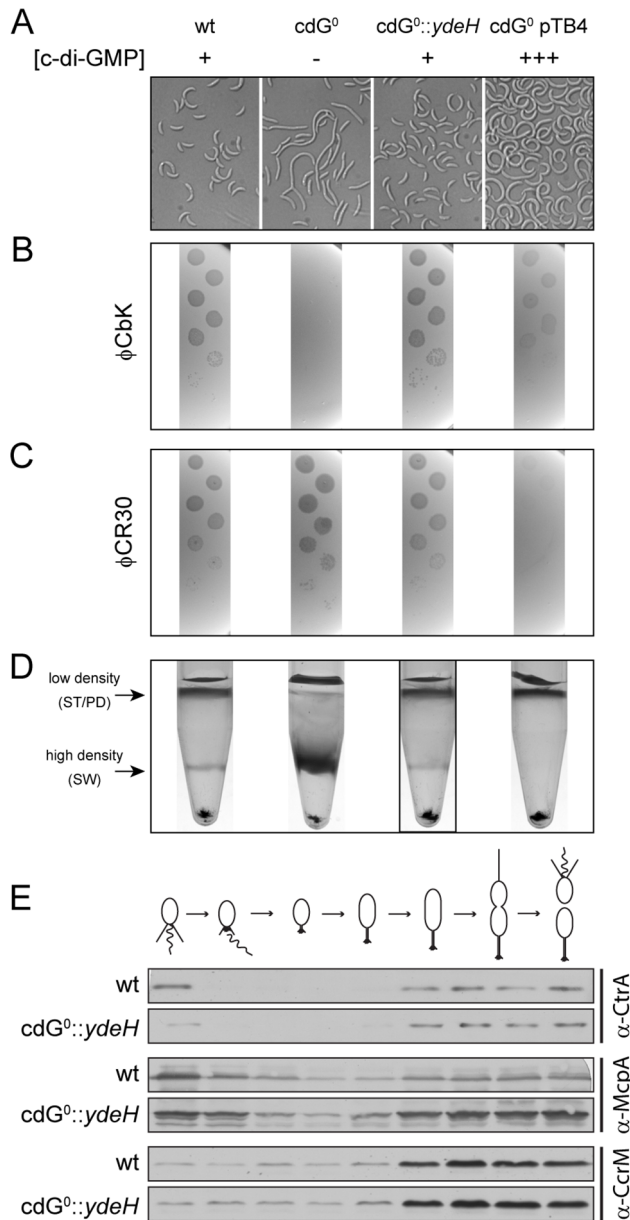 A
wt cdG⁰ cdG⁰::ydeH cdG⁰ pTB4
[c-di-GMP] + - + +++
B
ϕCbK
C
ϕCR30
D
low density
(ST/PD)
high density
(SW)
E
wt
cdG⁰::ydeH
α-CtrA
wt
cdG⁰::ydeH
α-McpA
wt
cdG⁰::ydeH
α-CcrM